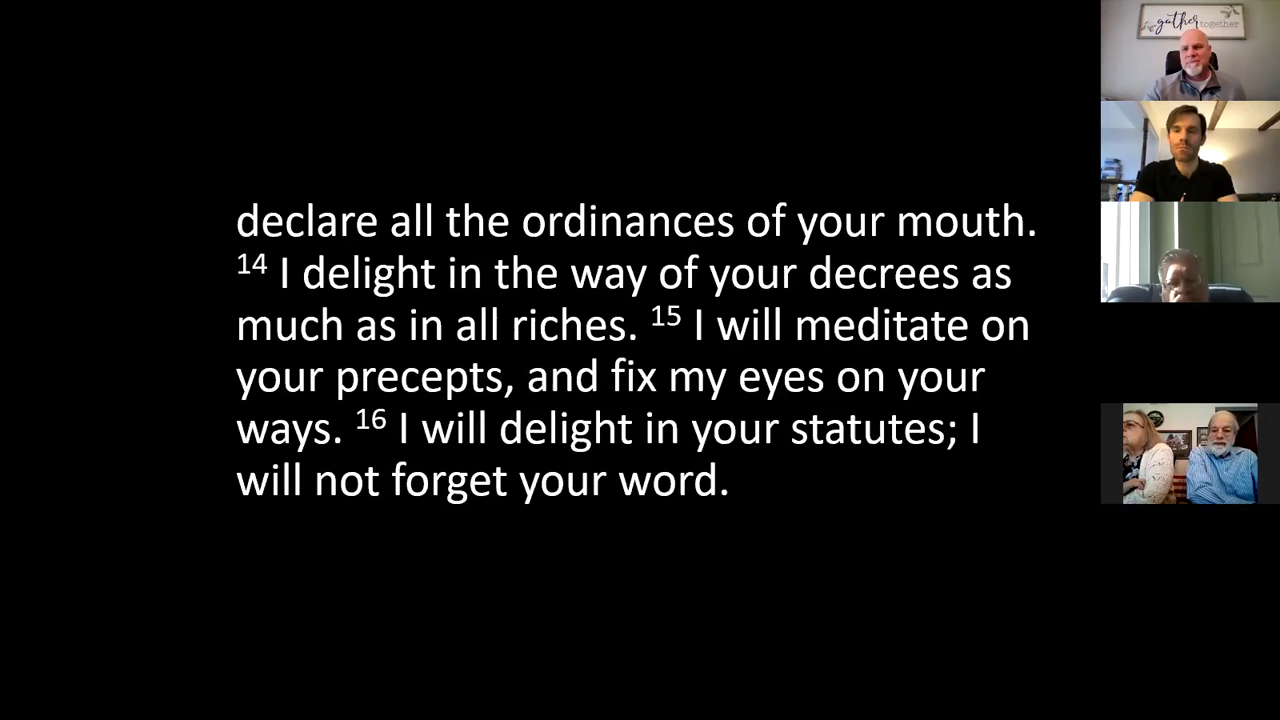 declare all the ordinances of your mouth.
14 I delight in the way of your decrees as
much as in all riches. 15 I will meditate on
your precepts, and fix my eyes on your
ways. 16 I will delight in your statutes; I
will not forget your word.
gather together